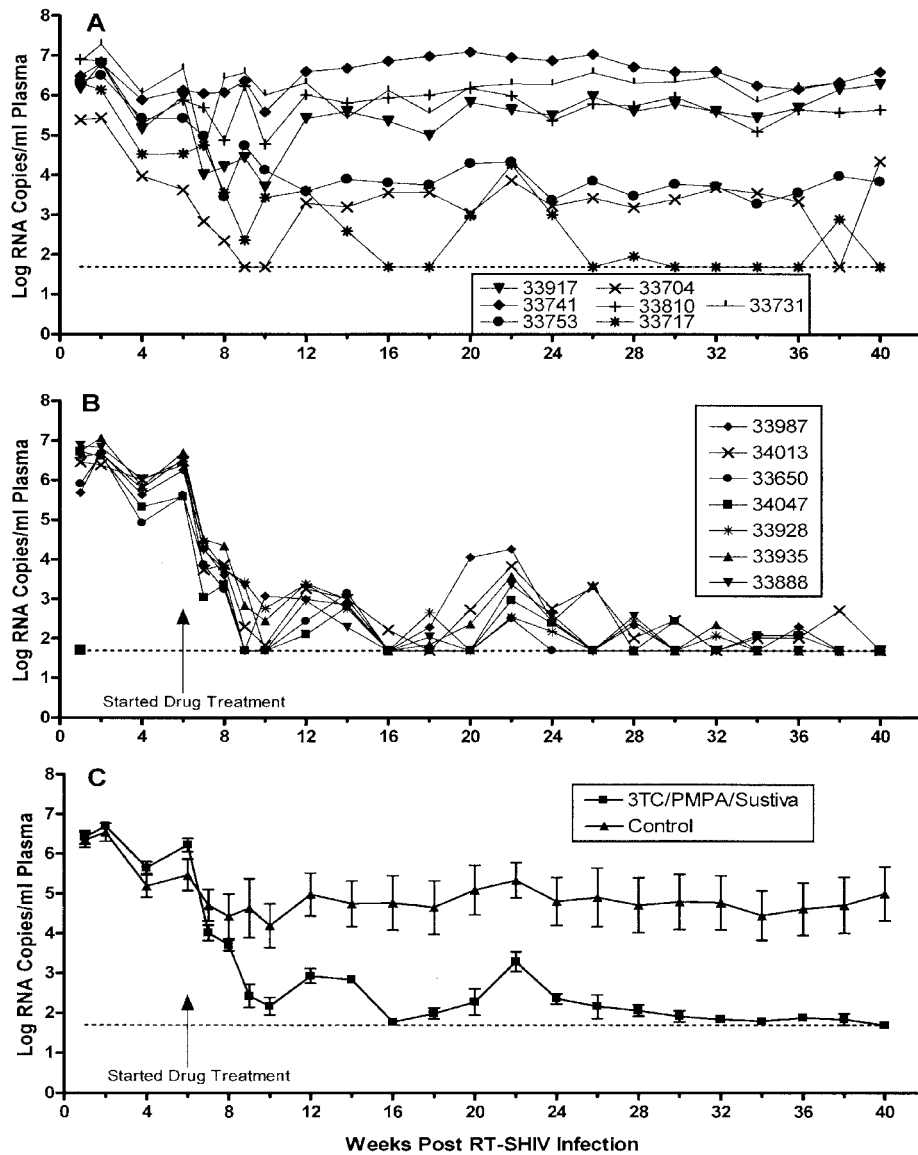 A
Log RNA Copies/ml Plasma
8
7
6
5
4
3
2
1
0
33917
33741
33753
33704
33810
33717
33731
0 4 8 12 16 20 24 28 32 36 40
B
Log RNA Copies/ml Plasma
8
7
6
5
4
3
2
1
0
33987
34013
33650
34047
33928
33935
33888
Started Drug Treatment
0 4 8 12 16 20 24 28 32 36 40
C
Log RNA Copies/ml Plasma
8
7
6
5
4
3
2
1
0
3TC/PMPA/Sustiva
Control
Started Drug Treatment
0 4 8 12 16 20 24 28 32 36 40
Weeks Post RT-SHIV Infection